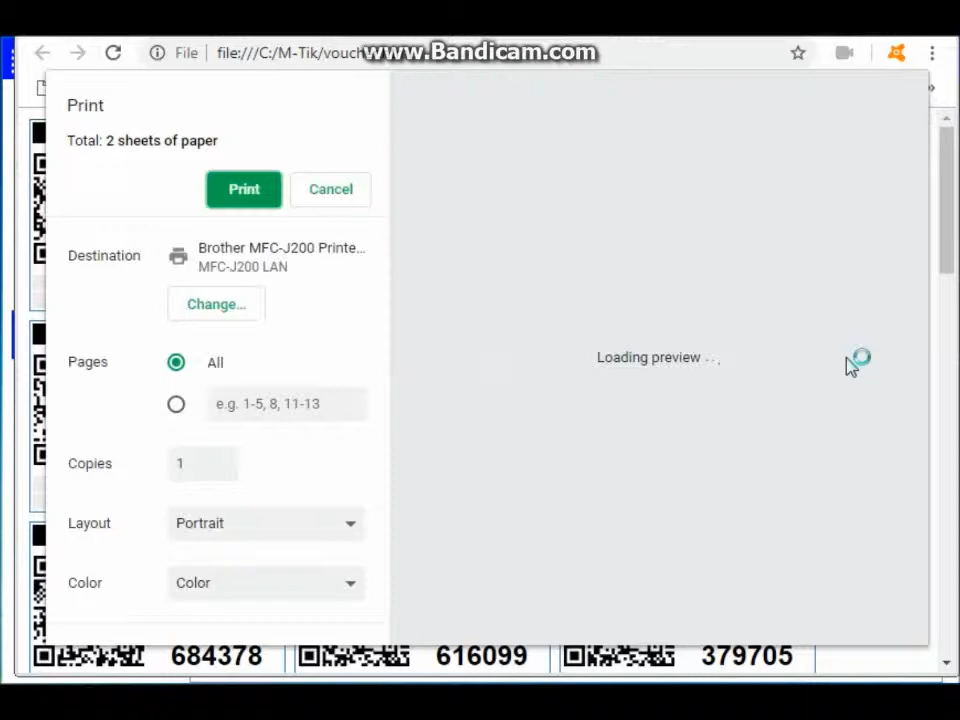 File
file:///C:/M-Tik/vouch
www.Bandicam.com
Print
Total: 2 sheets of paper
Print
Cancel
Destination
Brother MFC-J200 Printe...
MFC-J200 LAN
Change...
Pages
All
e.g. 1-5, 8, 11-13
Copies
1
Layout
Portrait
Color
Color
Loading preview ...
684378
616099
379705